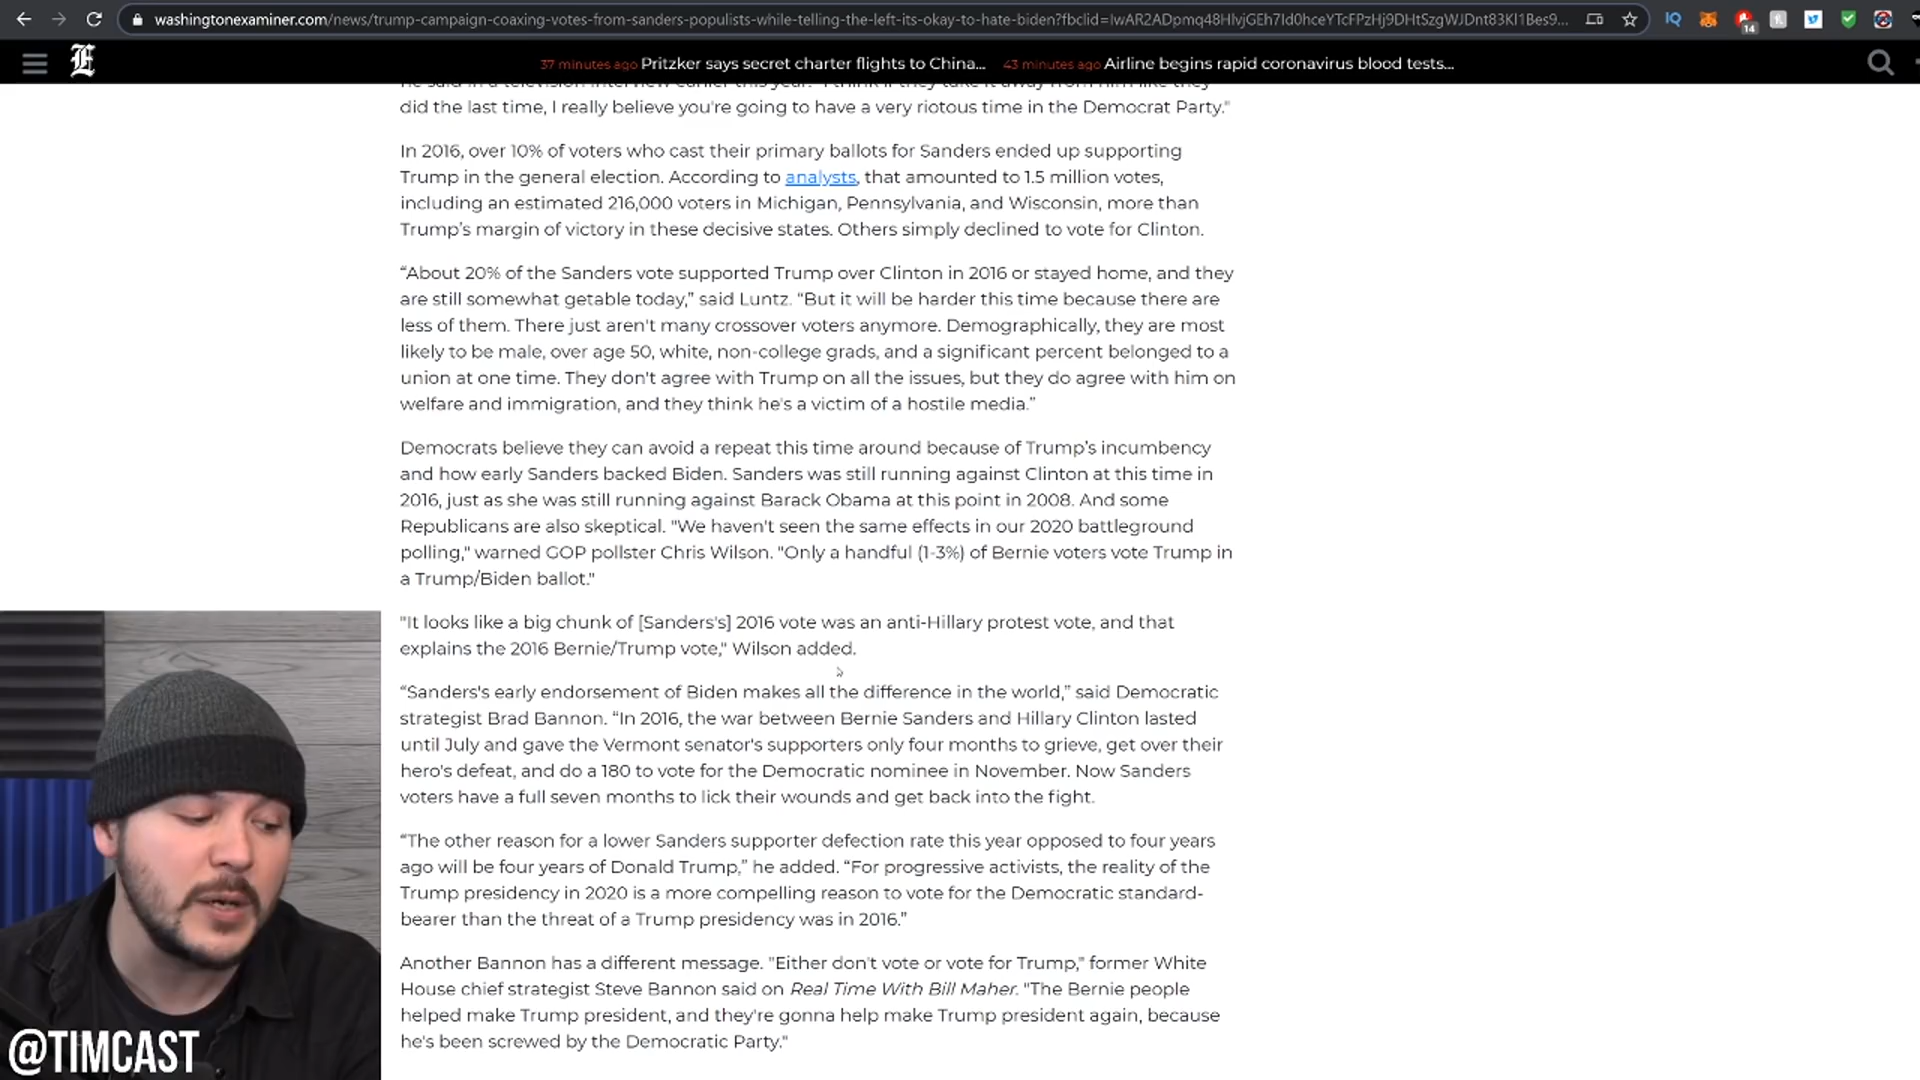 washingtonexaminer.com/news/trump-campaign-coaxing-votes-from-sanders-populists-while-telling-the-left-its-okay-to-hate-biden?fbclid=IwAR2ADpmq48HlvjGEh7Id0hceYTcFPzHj9DHtSzgWJDnt83Kl1Bes9...
IQ
14
E
37 minutes ago Pritzker says secret charter flights to China... 43 minutes ago Airline begins rapid coronavirus blood tests...
he said in a television interview earlier this year. "I think if they take it away from him like they
did the last time, I really believe you're going to have a very riotous time in the Democrat Party."
In 2016, over 10% of voters who cast their primary ballots for Sanders ended up supporting
Trump in the general election. According to analysts, that amounted to 1.5 million votes,
including an estimated 216,000 voters in Michigan, Pennsylvania, and Wisconsin, more than
Trump's margin of victory in these decisive states. Others simply declined to vote for Clinton.
“About 20% of the Sanders vote supported Trump over Clinton in 2016 or stayed home, and they
are still somewhat getable today,” said Luntz. “But it will be harder this time because there are
less of them. There just aren't many crossover voters anymore. Demographically, they are most
likely to be male, over age 50, white, non-college grads, and a significant percent belonged to a
union at one time. They don't agree with Trump on all the issues, but they do agree with him on
welfare and immigration, and they think he's a victim of a hostile media.”
Democrats believe they can avoid a repeat this time around because of Trump’s incumbency
and how early Sanders backed Biden. Sanders was still running against Clinton at this time in
2016, just as she was still running against Barack Obama at this point in 2008. And some
Republicans are also skeptical. "We haven't seen the same effects in our 2020 battleground
polling," warned GOP pollster Chris Wilson. "Only a handful (1-3%) of Bernie voters vote Trump in
a Trump/Biden ballot."
"It looks like a big chunk of [Sanders's] 2016 vote was an anti-Hillary protest vote, and that
explains the 2016 Bernie/Trump vote," Wilson added.
“Sanders's early endorsement of Biden makes all the difference in the world,” said Democratic
strategist Brad Bannon. “In 2016, the war between Bernie Sanders and Hillary Clinton lasted
until July and gave the Vermont senator's supporters only four months to grieve, get over their
hero's defeat, and do a 180 to vote for the Democratic nominee in November. Now Sanders
voters have a full seven months to lick their wounds and get back into the fight.
“The other reason for a lower Sanders supporter defection rate this year opposed to four years
ago will be four years of Donald Trump,” he added. “For progressive activists, the reality of the
Trump presidency in 2020 is a more compelling reason to vote for the Democratic standard-
bearer than the threat of a Trump presidency was in 2016.”
Another Bannon has a different message. "Either don't vote or vote for Trump," former White
House chief strategist Steve Bannon said on Real Time With Bill Maher. "The Bernie people
helped make Trump president, and they're gonna help make Trump president again, because
he's been screwed by the Democratic Party."
@TIMCAST